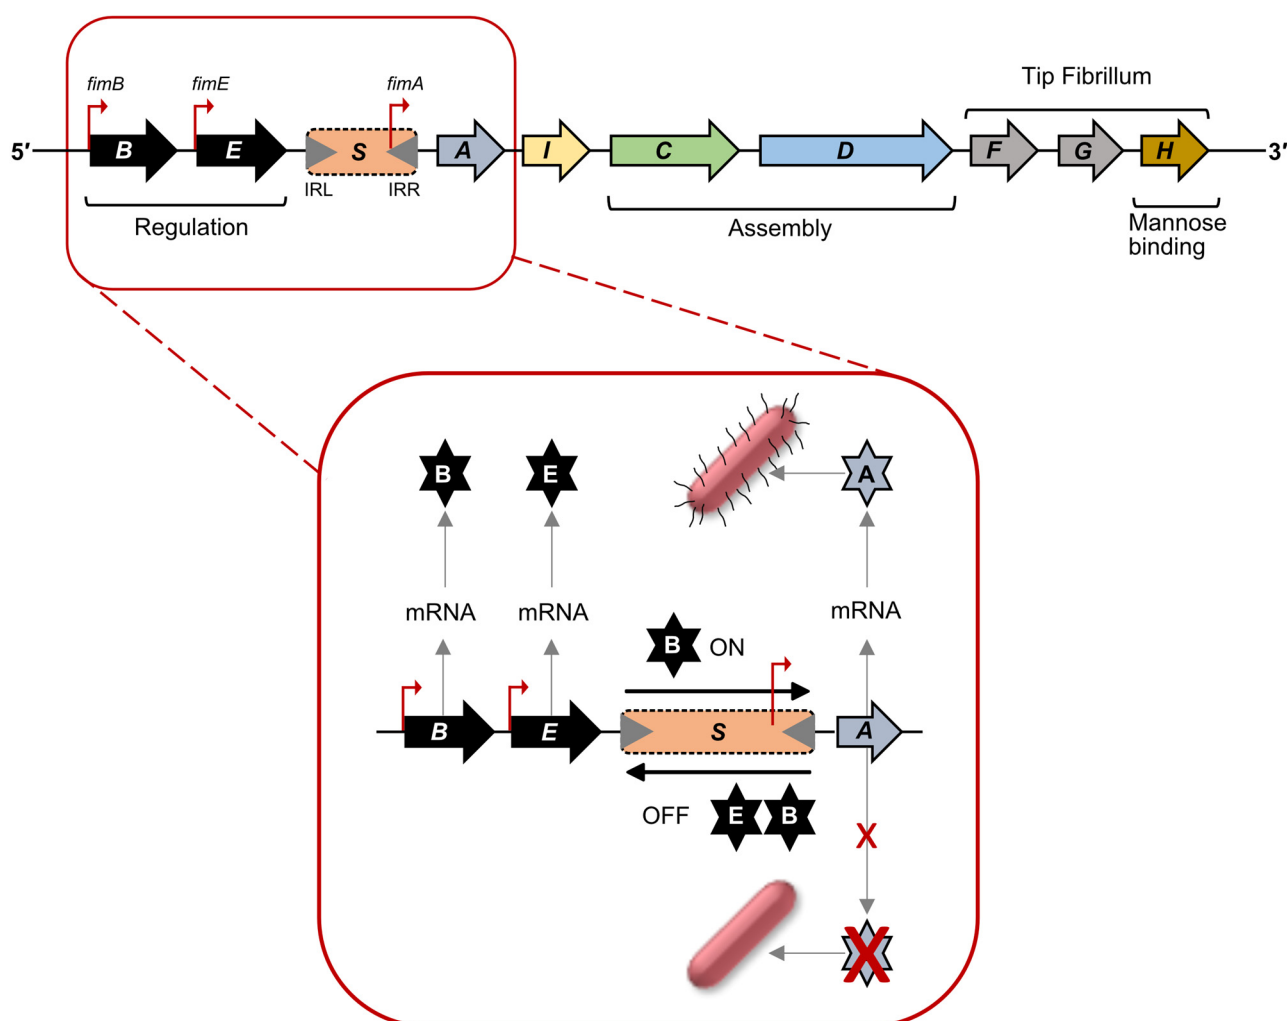 Tip Fibrillum
fimB fimE fimA
5′ B E S A I C D F G H 3′
IRL IRR
Regulation Assembly Mannose
binding
B E A
mRNA mRNA mRNA
B ON
B E S A
OFF E B
X
X